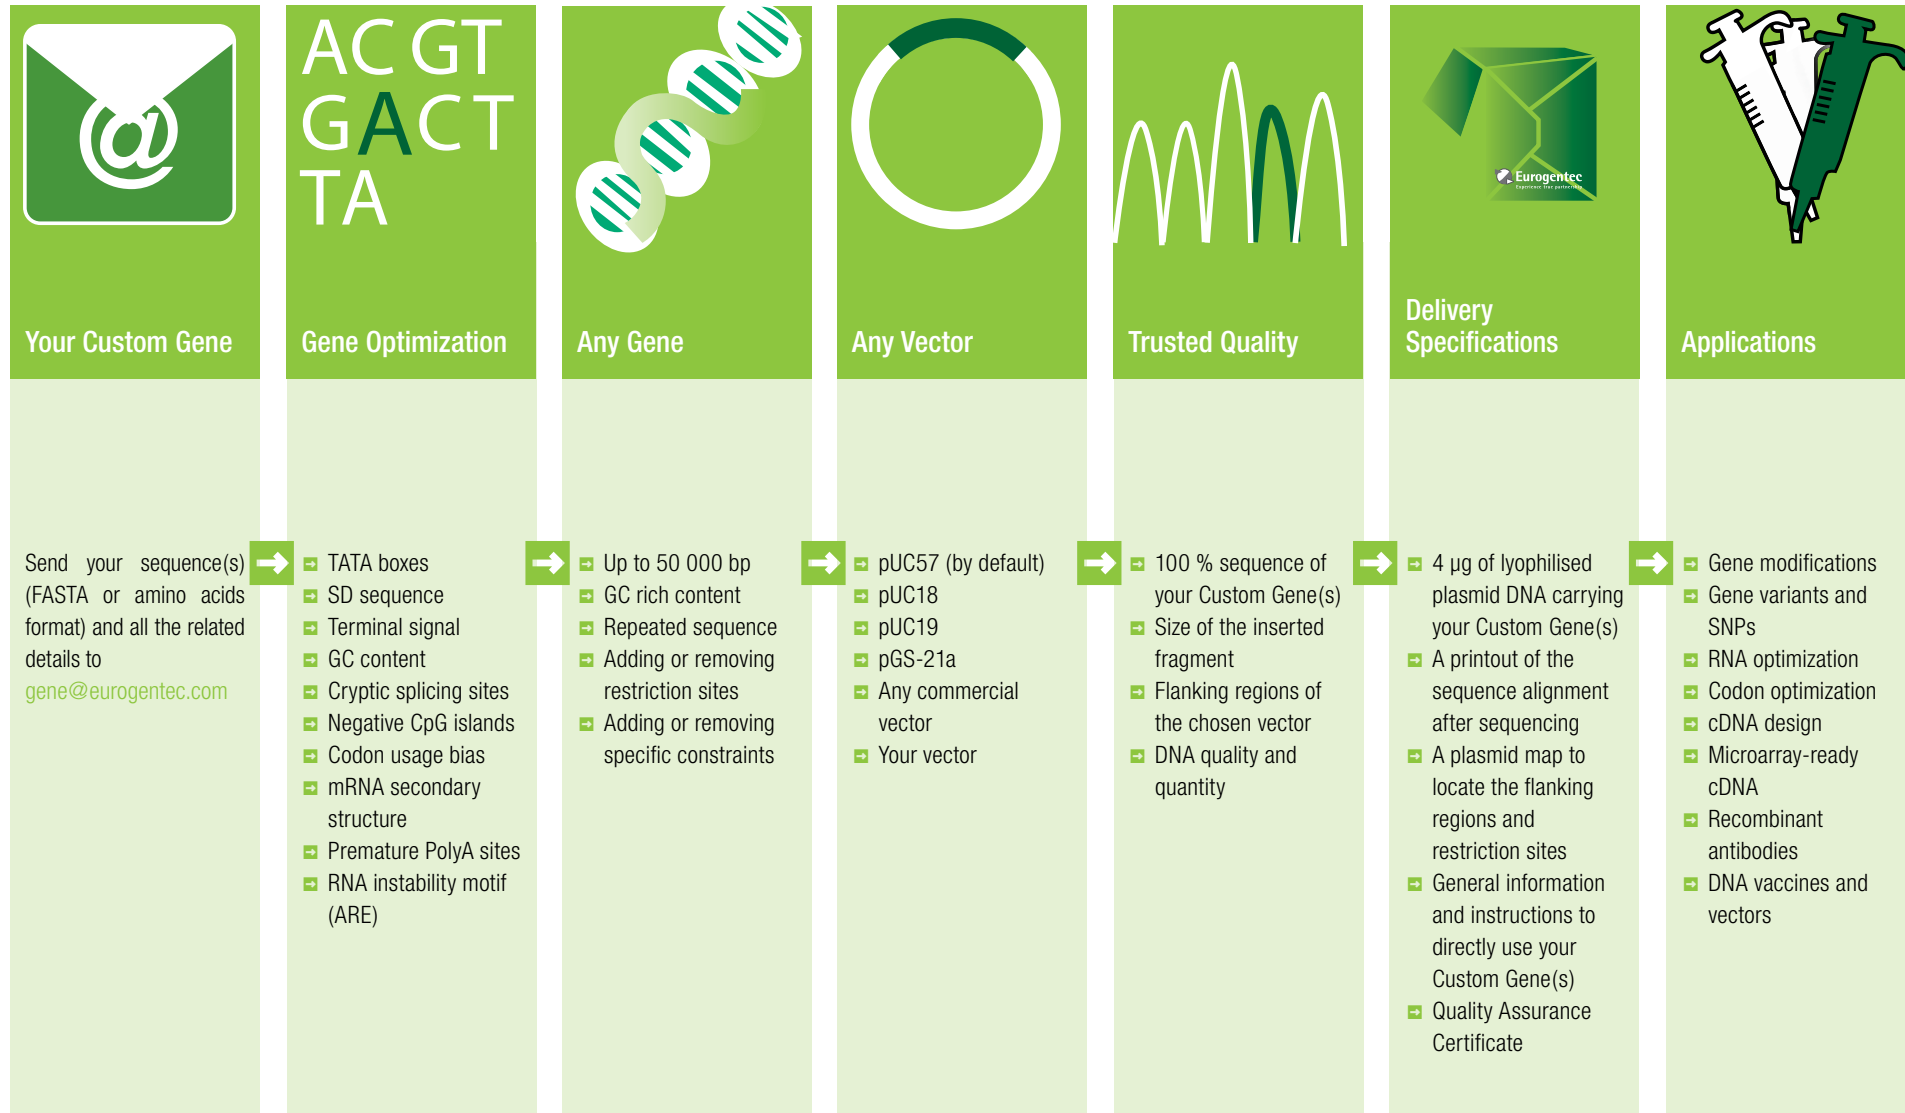 @
AC GT
GACT
TA
Your Custom Gene
Send your sequence(s)
(FASTA or amino acids
format) and all the related
details to
gene@eurogentec.com
Gene Optimization
TATA boxes
SD sequence
Terminal signal
GC content
Cryptic splicing sites
Negative CpG islands
Codon usage bias
mRNA secondary
structure
Premature PolyA sites
RNA instability motif
(ARE)
Any Gene
Up to 50 000 bp
GC rich content
Repeated sequence
Adding or removing
restriction sites
Adding or removing
specific constraints
Any Vector
pUC57 (by default)
pUC18
pUC19
pGS-21a
Any commercial
vector
Your vector
Trusted Quality
100 % sequence of
your Custom Gene(s)
Size of the inserted
fragment
Flanking regions of
the chosen vector
DNA quality and
quantity
Eurogentec
Experience true partnership
Delivery
Specifications
4 µg of lyophilised
plasmid DNA carrying
your Custom Gene(s)
A printout of the
sequence alignment
after sequencing
A plasmid map to
locate the flanking
regions and
restriction sites
General information
and instructions to
directly use your
Custom Gene(s)
Quality Assurance
Certificate
Applications
Gene modifications
Gene variants and
SNPs
RNA optimization
Codon optimization
cDNA design
Microarray-ready
cDNA
Recombinant
antibodies
DNA vaccines and
vectors